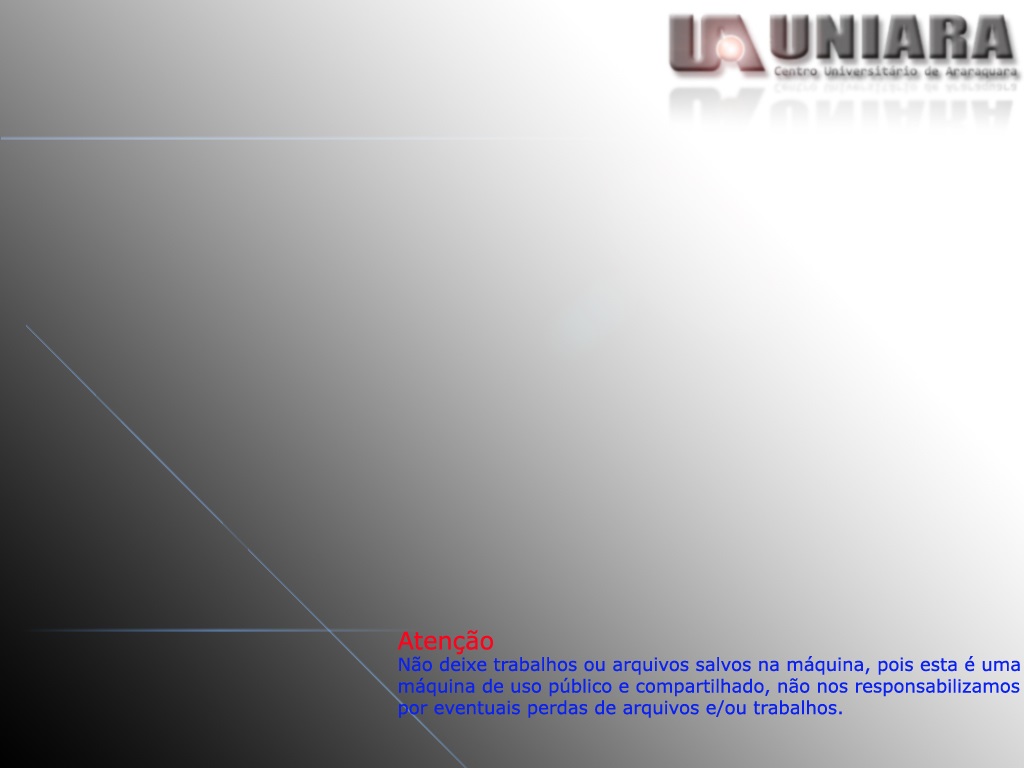 UA UNIARA
Centro Universitário de Araraquara
Atenção
Não deixe trabalhos ou arquivos salvos na máquina, pois esta é uma
máquina de uso público e compartilhado, não nos responsabilizamos
por eventuais perdas de arquivos e/ou trabalhos.